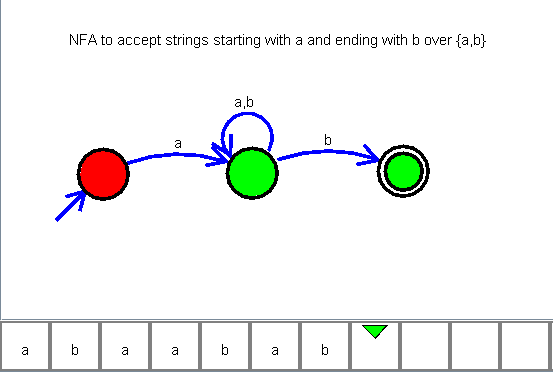 NFA to accept strings starting with a and ending with b over {a,b}
a,b
a
b
a b a a b a b